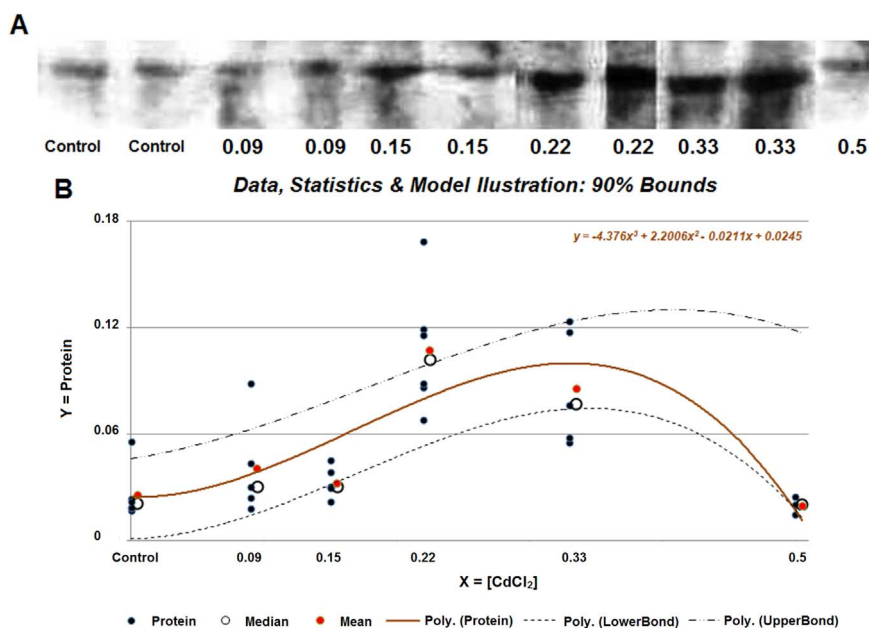 A
Control Control 0.09 0.09 0.15 0.15 0.22 0.22 0.33 0.33 0.5
B
Data, Statistics & Model Ilustration: 90% Bounds
y = -4.376x³ + 2.2006x² - 0.0211x + 0.0245
0.18
0.12
0.06
0
Y = Protein
Control 0.09 0.15 0.22 0.33 0.5
X = [CdCl₂]
Protein Median Mean Poly. (Protein) Poly. (LowerBond) Poly. (UpperBond)